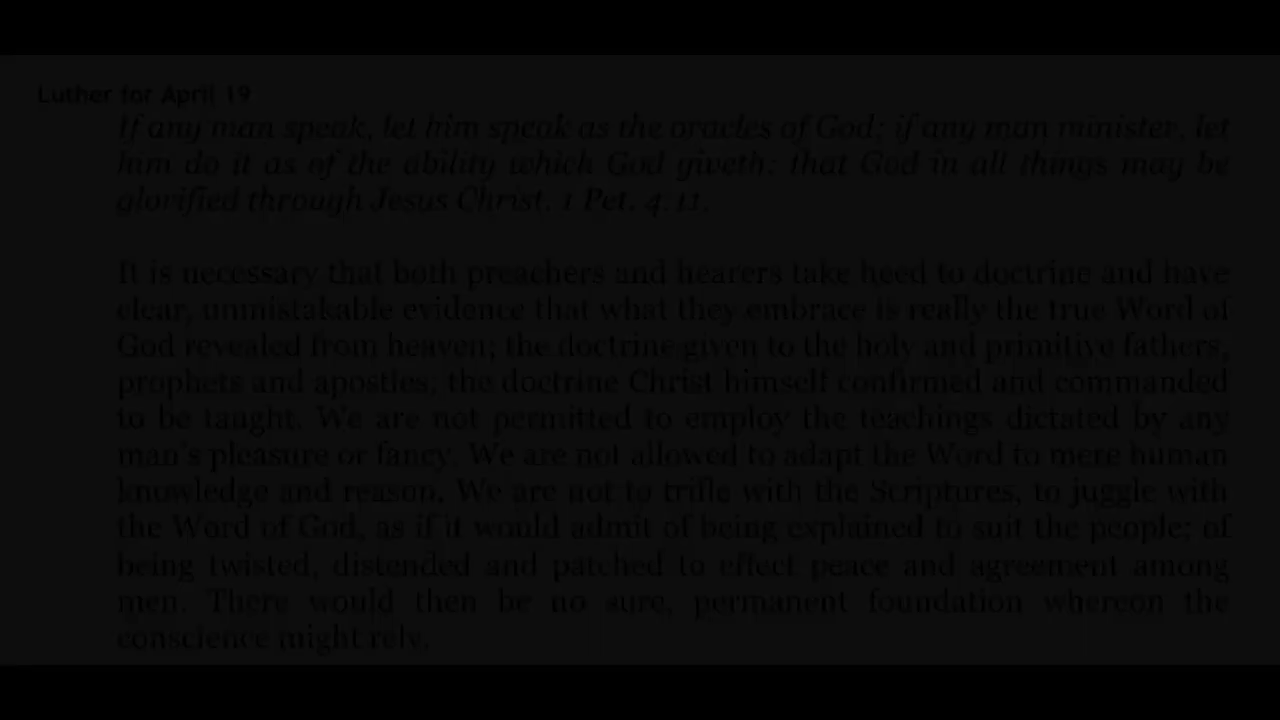 Luther for April 19
If any man speak, let him speak as the oracles of God; if any man minister, let
him do it as of the ability which God giveth: that God in all things may be
glorified through Jesus Christ. 1 Pet. 4:11.
It is necessary that both preachers and hearers take heed to doctrine and have
clear, unmistakable evidence that what they embrace is really the true Word of
God revealed from heaven; the doctrine given to the holy and primitive fathers,
prophets and apostles; the doctrine Christ himself confirmed and commanded
to be taught. We are not permitted to employ the teachings dictated by any
man's pleasure or fancy. We are not allowed to adapt the Word to mere human
knowledge and reason. We are not to trifle with the Scriptures, to juggle with
the Word of God, as if it would admit of being explained to suit the people; of
being twisted, distended and patched to effect peace and agreement among
men. There would then be no sure, permanent foundation whereon the
conscience might rely.